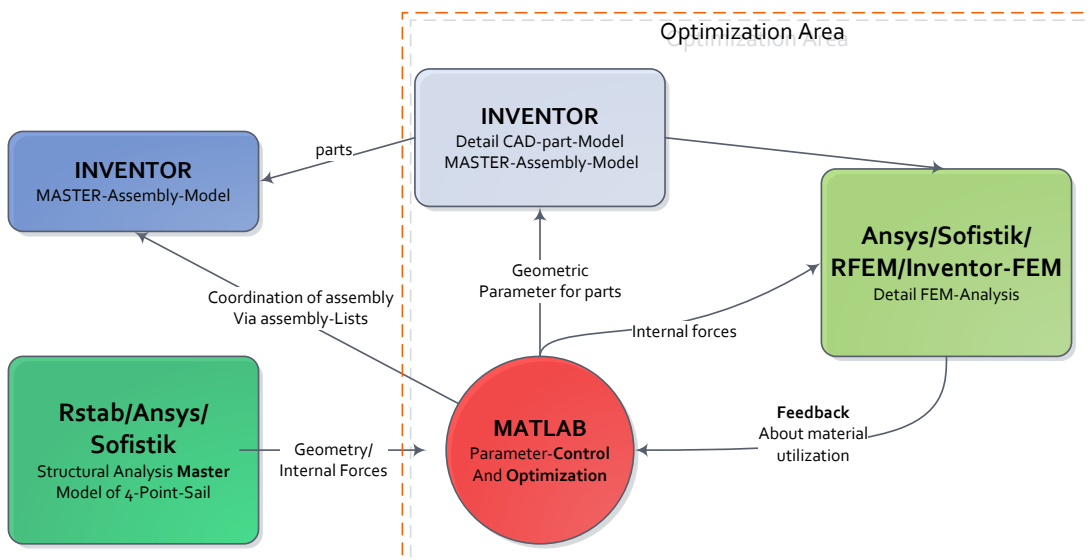 Optimization Area
INVENTOR
Detail CAD-part-Model
MASTER-Assembly-Model
parts
INVENTOR
MASTER-Assembly-Model
Ansys/Sofistik/
RFEM/Inventor-FEM
Detail FEM-Analysis
Geometric
Parameter for parts
Coordination of assembly
Via assembly-Lists
Internal forces
Rstab/Ansys/
Sofistik
Structural Analysis Master
Model of 4-Point-Sail
Geometry/
Internal Forces
MATLAB
Parameter-Control
And Optimization
Feedback
About material
utilization